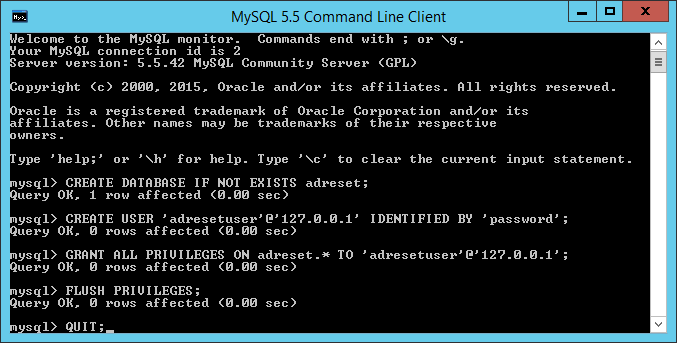 MySQL 5.5 Command Line Client
Welcome to the MySQL monitor.  Commands end with ; or \g.
Your MySQL connection id is 2
Server version: 5.5.42 MySQL Community Server (GPL)
Copyright (c) 2000, 2015, Oracle and/or its affiliates. All rights reserved.
Oracle is a registered trademark of Oracle Corporation and/or its
affiliates. Other names may be trademarks of their respective
owners.
Type 'help;' or '\h' for help. Type '\c' to clear the current input statement.
mysql> CREATE DATABASE IF NOT EXISTS adreset;
Query OK, 1 row affected (0.00 sec)
mysql> CREATE USER 'adresetuser'@'127.0.0.1' IDENTIFIED BY 'password';
Query OK, 0 rows affected (0.00 sec)
mysql> GRANT ALL PRIVILEGES ON adreset.* TO 'adresetuser'@'127.0.0.1';
Query OK, 0 rows affected (0.00 sec)
mysql> FLUSH PRIVILEGES;
Query OK, 0 rows affected (0.00 sec)
mysql> QUIT;